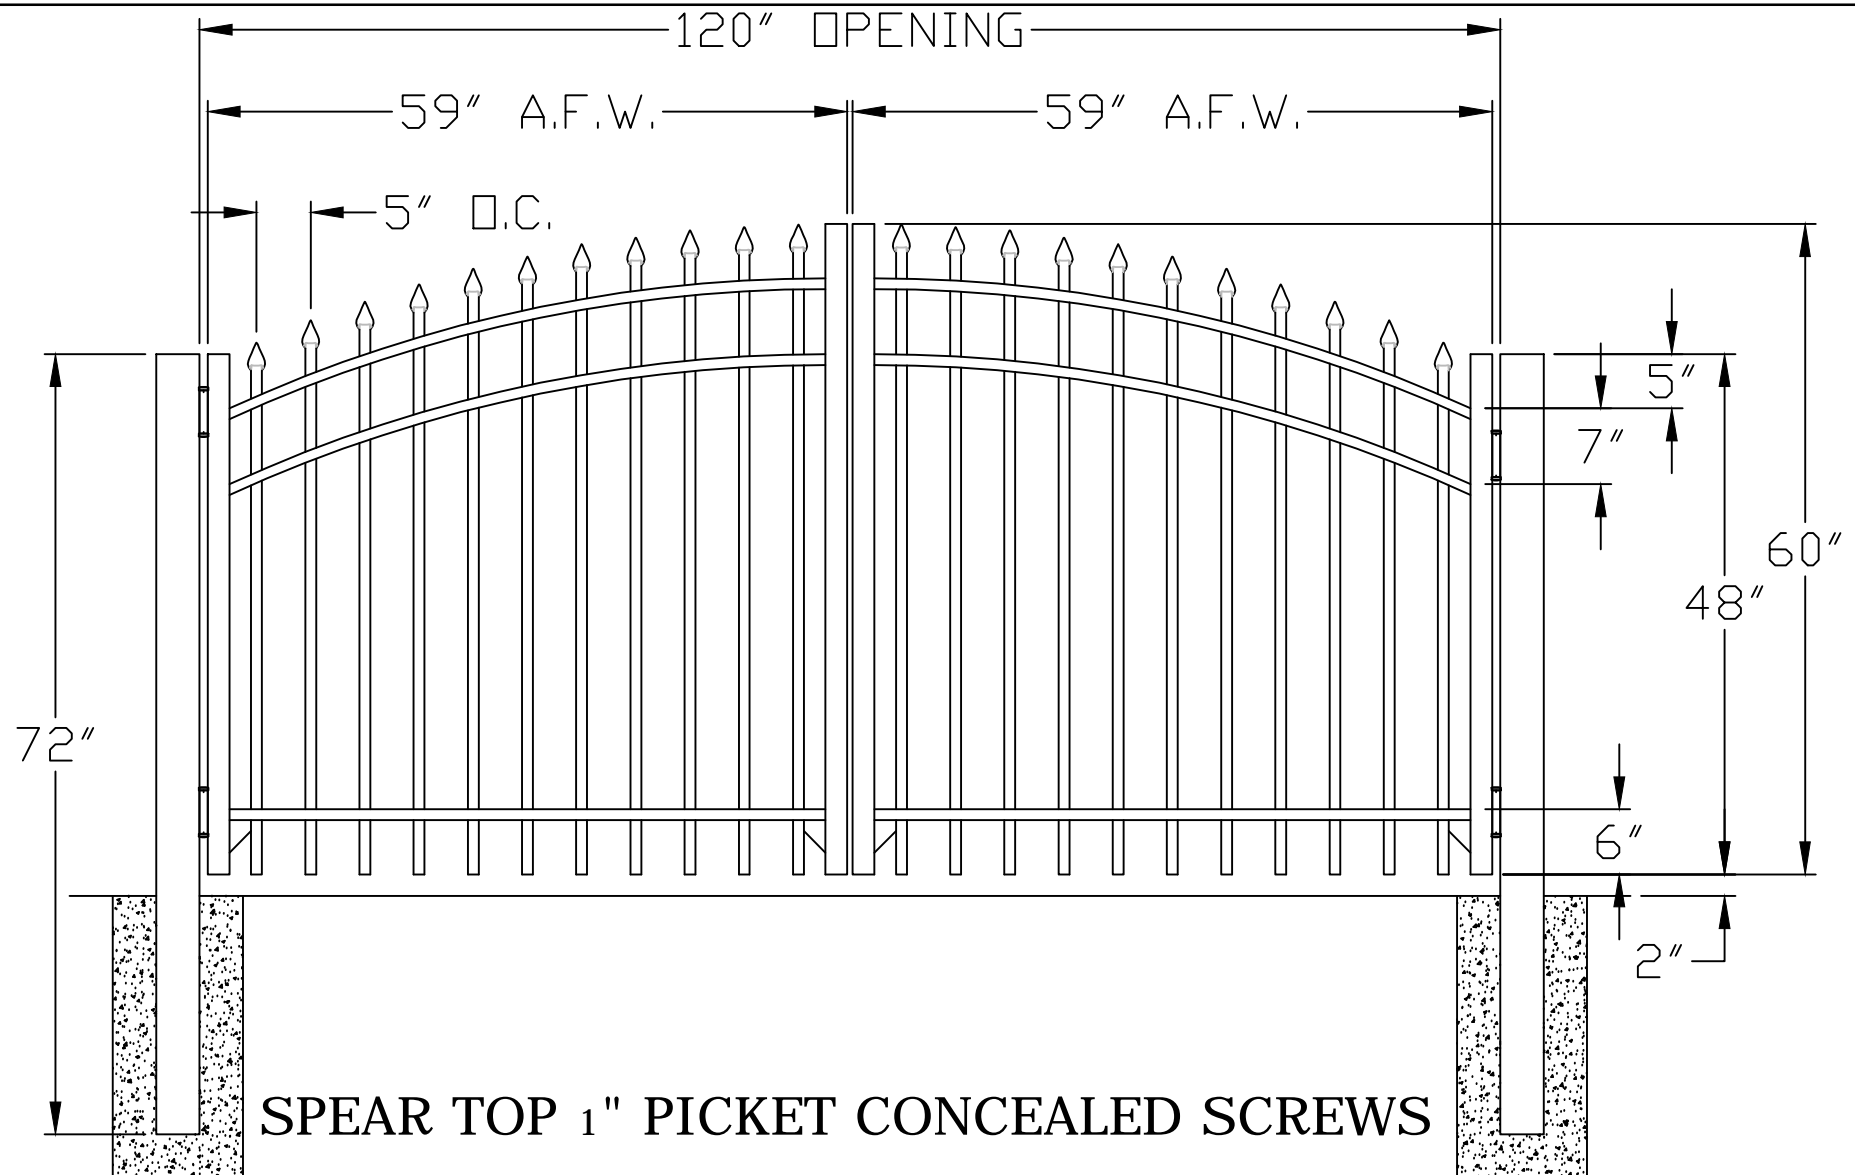 120" OPENING
59" A.F.W.
59" A.F.W.
5" O.C.
5"
7"
60"
48"
72"
6"
2"
SPEAR TOP 1" PICKET CONCEALED SCREWS